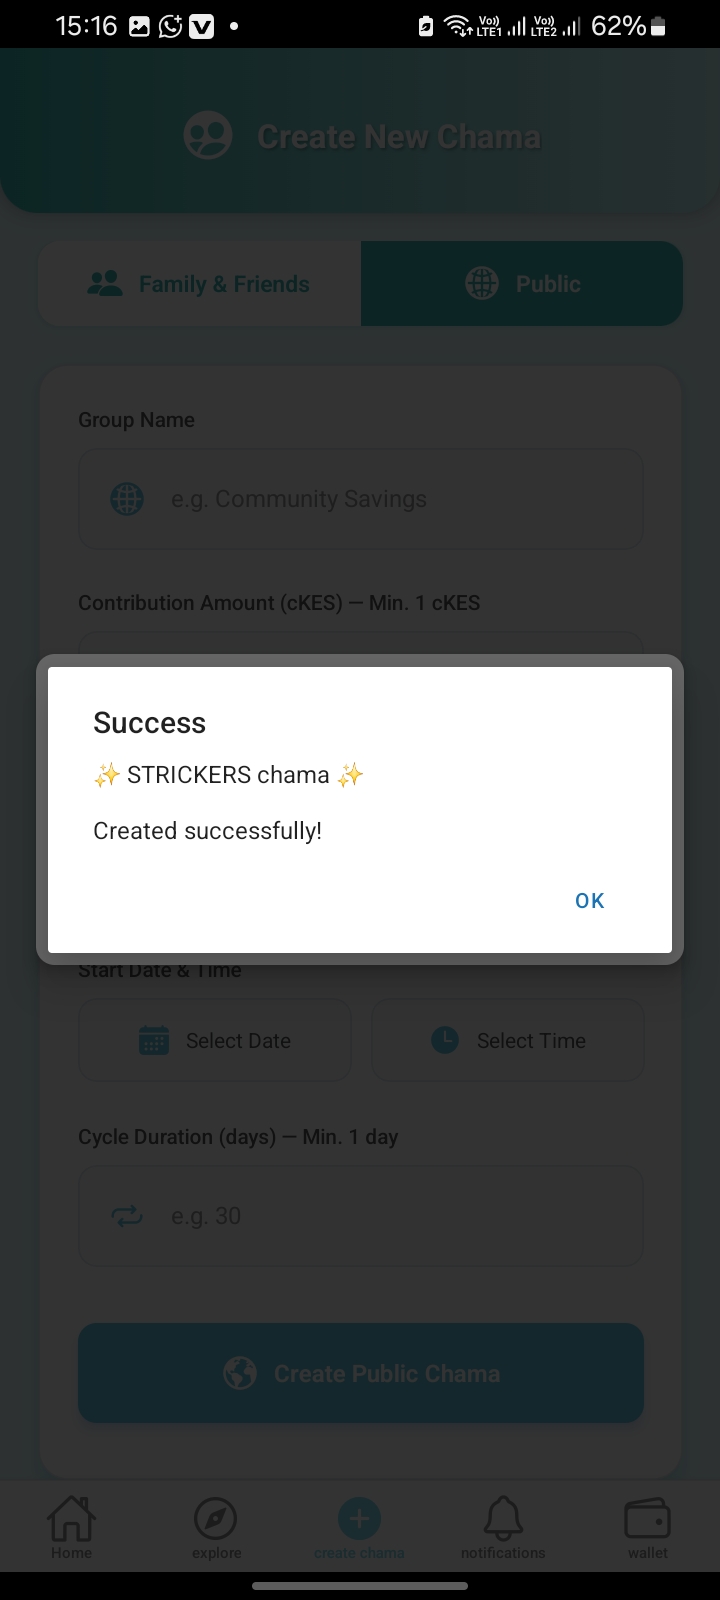 15:16 62%
Vo)) LTE1 Vo)) LTE2
Create New Chama
Family & Friends Public
Group Name
e.g. Community Savings
Contribution Amount (cKES) — Min. 1 cKES
Success
✨ STRICKERS chama ✨
Created successfully!
OK
Start Date & Time
Select Date Select Time
Cycle Duration (days) — Min. 1 day
e.g. 30
Create Public Chama
Home explore create chama notifications wallet